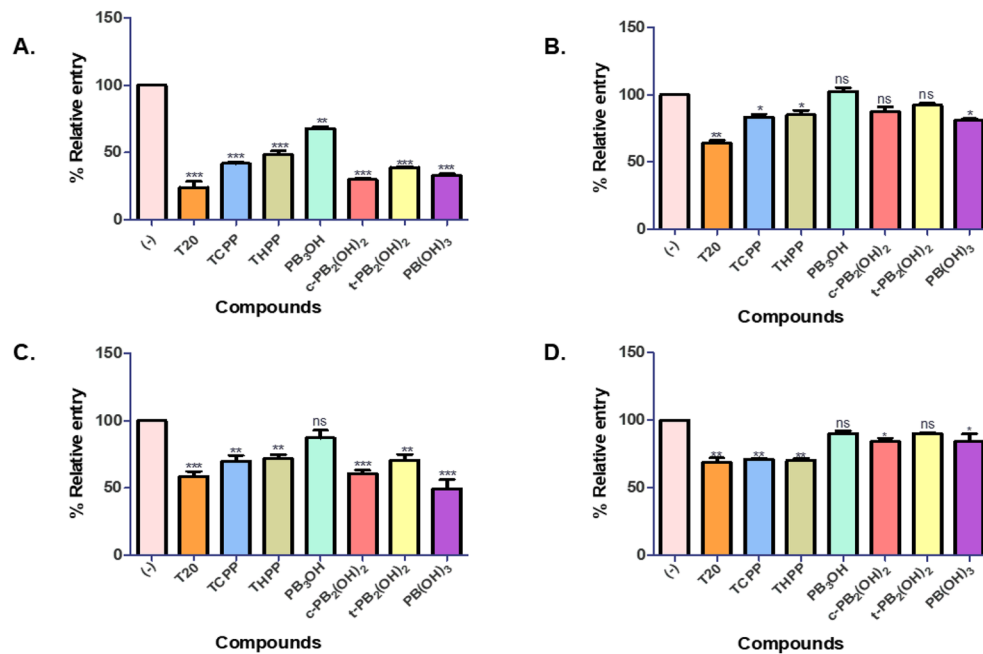 A.
% Relative entry
150
100
50
0
***
***
***
**
***
***
***
(-)
T20
TCPP
THPP
PB₃OH
c-PB₂(OH)₂
t-PB₂(OH)₂
PB(OH)₃
Compounds
B.
% Relative entry
150
100
50
0
**
*
*
ns
ns
ns
*
(-)
T20
TCPP
THPP
PB₃OH
c-PB₂(OH)₂
t-PB₂(OH)₂
PB(OH)₃
Compounds
C.
% Relative entry
150
100
50
0
***
**
**
ns
***
**
***
(-)
T20
TCPP
THPP
PB₃OH
c-PB₂(OH)₂
t-PB₂(OH)₂
PB(OH)₃
Compounds
D.
% Relative entry
150
100
50
0
**
**
**
ns
*
ns
*
(-)
T20
TCPP
THPP
PB₃OH
c-PB₂(OH)₂
t-PB₂(OH)₂
PB(OH)₃
Compounds